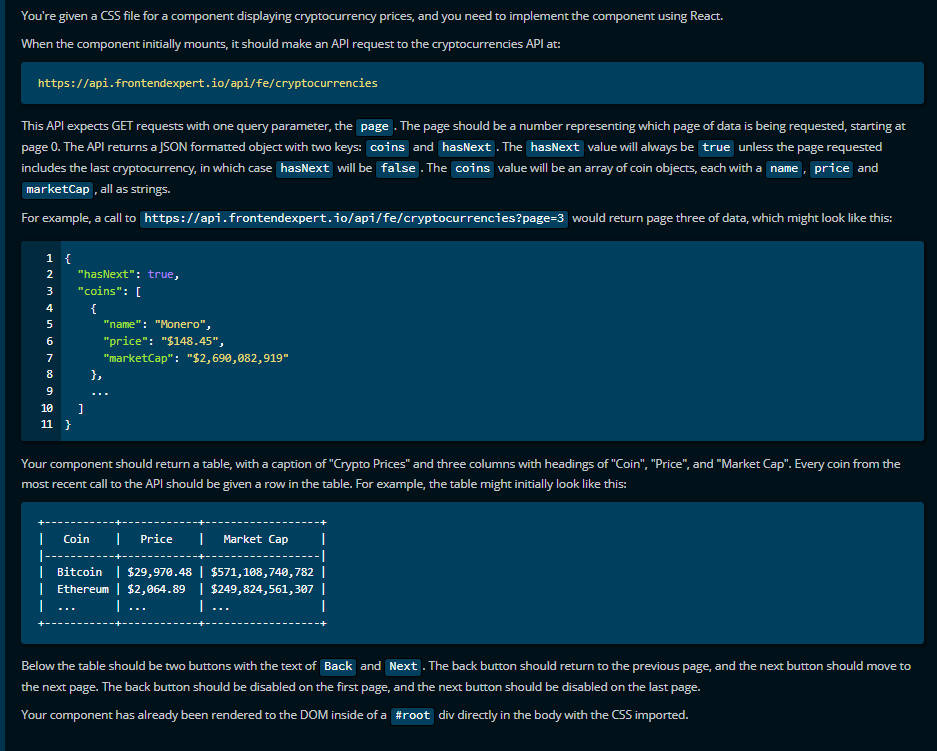 You're given a CSS file for a component displaying cryptocurrency prices, and you need to implement the component using React.
When the component initially mounts, it should make an API request to the cryptocurrencies API at:
https://api.frontendexpert.io/api/fe/cryptocurrencies
This API expects GET requests with one query parameter, the page . The page should be a number representing which page of data is being requested, starting at
page 0. The API returns a JSON formatted object with two keys: coins and hasNext . The hasNext value will always be true unless the page requested
includes the last cryptocurrency, in which case hasNext will be false . The coins value will be an array of coin objects, each with a name , price and
marketCap , all as strings.
For example, a call to https://api.frontendexpert.io/api/fe/cryptocurrencies?page=3 would return page three of data, which might look like this:
1 {
2 "hasNext": true,
3 "coins": [
4 {
5 "name": "Monero",
6 "price": "$148.45",
7 "marketCap": "$2,690,082,919"
8 },
9 ...
10 ]
11 }
Your component should return a table, with a caption of "Crypto Prices" and three columns with headings of "Coin", "Price", and "Market Cap". Every coin from the
most recent call to the API should be given a row in the table. For example, the table might initially look like this:
+-----------+------------+------------------+
| Coin | Price | Market Cap |
|-----------+------------+------------------|
| Bitcoin | $29,970.48 | $571,108,740,782 |
| Ethereum | $2,064.89 | $249,824,561,307 |
| ... | ... | ... |
+-----------+------------+------------------+
Below the table should be two buttons with the text of Back and Next . The back button should return to the previous page, and the next button should move to
the next page. The back button should be disabled on the first page, and the next button should be disabled on the last page.
Your component has already been rendered to the DOM inside of a #root div directly in the body with the CSS imported.